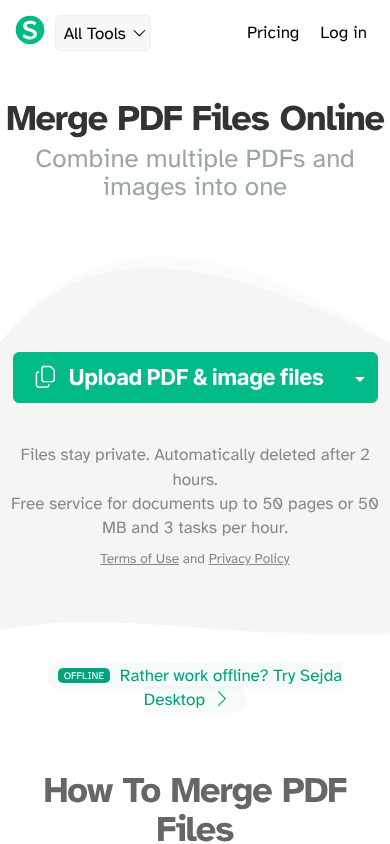 S
All Tools
Pricing
Log in
Merge PDF Files Online
Combine multiple PDFs and
images into one
Upload PDF & image files
Files stay private. Automatically deleted after 2
hours.
Free service for documents up to 50 pages or 50
MB and 3 tasks per hour.
Terms of Use and Privacy Policy
OFFLINE Rather work offline? Try Sejda
Desktop
How To Merge PDF
Files